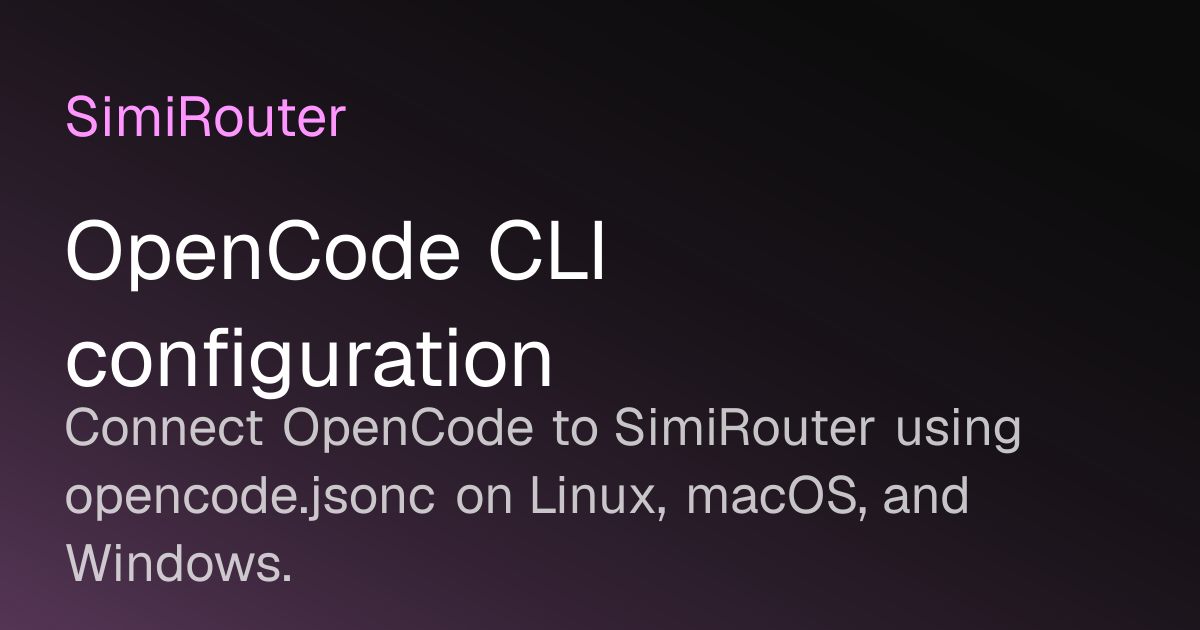 SimiRouter
OpenCode CLI
configuration
Connect OpenCode to SimiRouter using
opencode.jsonc on Linux, macOS, and
Windows.